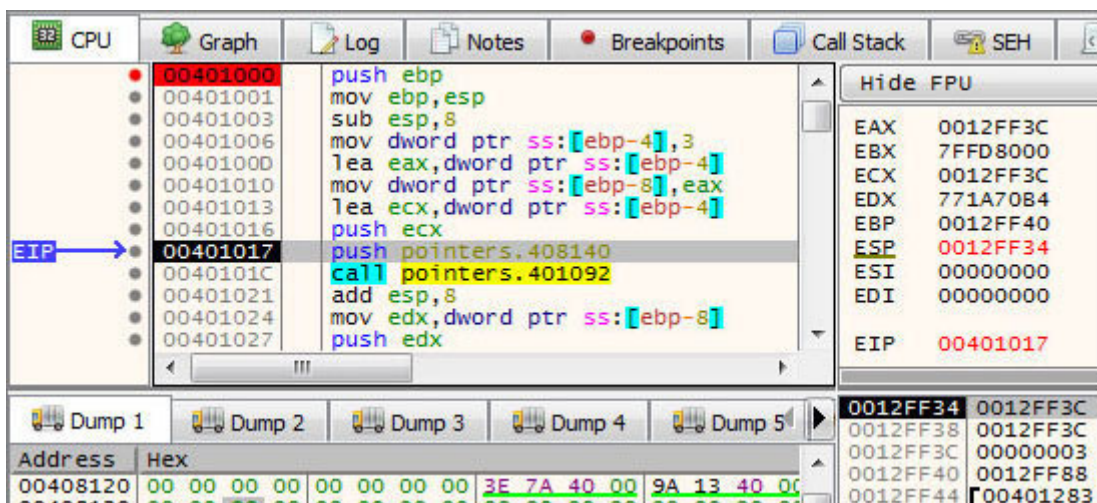 CPU Graph Log Notes Breakpoints Call Stack SEH
00401000 push ebp
00401001 mov ebp,esp
00401003 sub esp,8
00401006 mov dword ptr ss:[ebp-4],3
0040100D lea eax,dword ptr ss:[ebp-4]
00401010 mov dword ptr ss:[ebp-8],eax
00401013 lea ecx,dword ptr ss:[ebp-4]
00401016 push ecx
EIP 00401017 push pointers.408140
0040101C call pointers.401092
00401021 add esp,8
00401024 mov edx,dword ptr ss:[ebp-8]
00401027 push edx
Hide FPU
EAX 0012FF3C
EBX 7FFD8000
ECX 0012FF3C
EDX 771A70B4
EBP 0012FF40
ESP 0012FF34
ESI 00000000
EDI 00000000
EIP 00401017
Dump 1 Dump 2 Dump 3 Dump 4 Dump 5
Address Hex
00408120 00 00 00 00 00 00 00 00 3E 7A 40 00 9A 13 40 00
0012FF34 0012FF3C
0012FF38 0012FF3C
0012FF3C 00000003
0012FF40 0012FF88
0012FF44 00401283